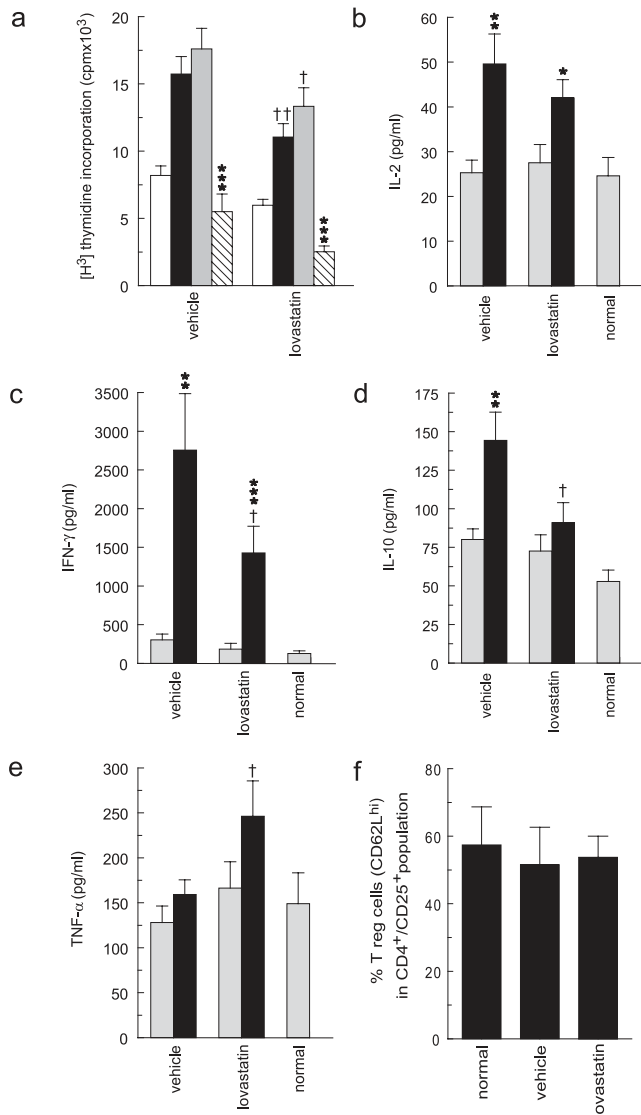 a
[H³] thymidine incorporation (cpmx10³)
20
15
10
5
0
***
††
†
***
vehicle
lovastatin
b
IL-2 (pg/ml)
60
50
40
30
20
10
0
**
*
vehicle
lovastatin
normal
c
IFN-γ (pg/ml)
3500
3000
2500
2000
1500
1000
500
0
**
***
†
vehicle
lovastatin
normal
d
IL-10 (pg/ml)
175
150
125
100
75
50
25
0
**
†
vehicle
lovastatin
normal
e
TNF-α (pg/ml)
300
250
200
150
100
50
0
†
vehicle
lovastatin
normal
f
% T reg cells (CD62Lʰⁱ)
in CD4⁺/CD25⁺population
80
60
40
20
0
normal
vehicle
ovastatin